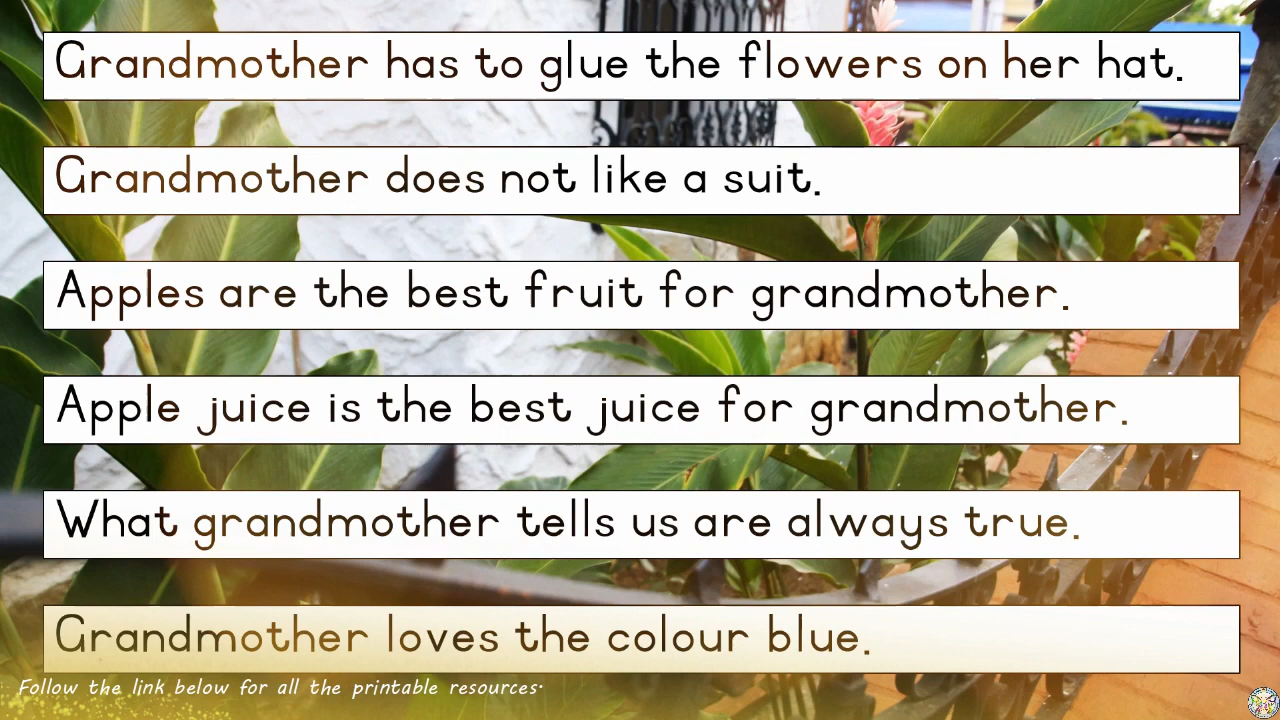 Grandmother has to glue the flowers on her hat.
Grandmother does not like a suit.
Apples are the best fruit for grandmother.
Apple juice is the best juice for grandmother.
What grandmother tells us are always true.
Grandmother loves the colour blue.
Follow the link below for all the printable resources.